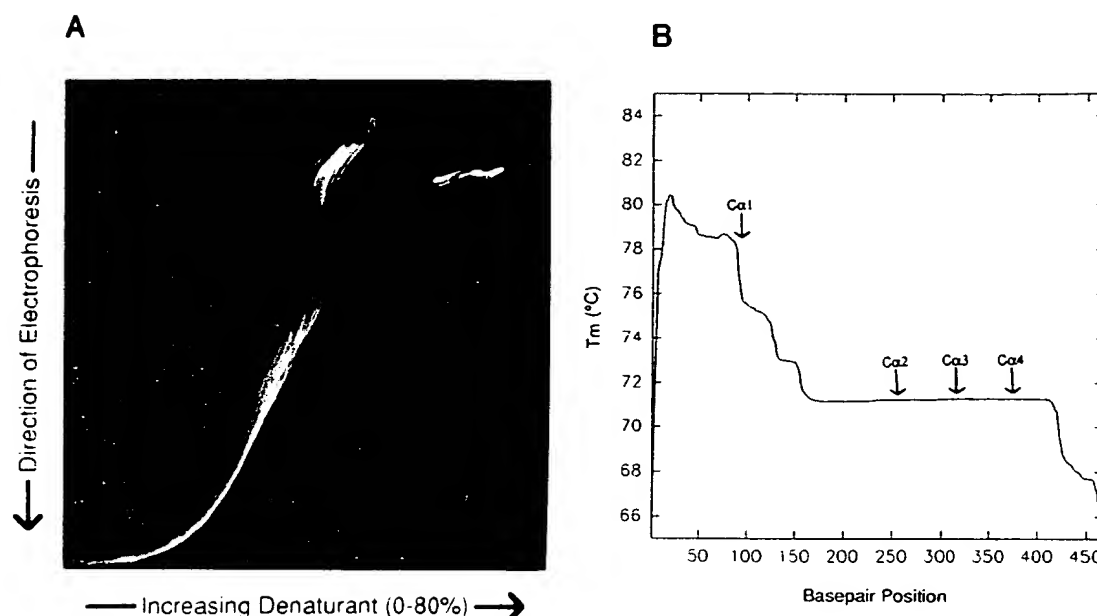 A
Direction of Electrophoresis
Increasing Denaturant (0-80%)
B
Tm (°C)
84
82
80
78
76
74
72
70
68
66
Cα1
Cα2
Cα3
Cα4
50
100
150
200
250
300
350
400
450
Basepair Position